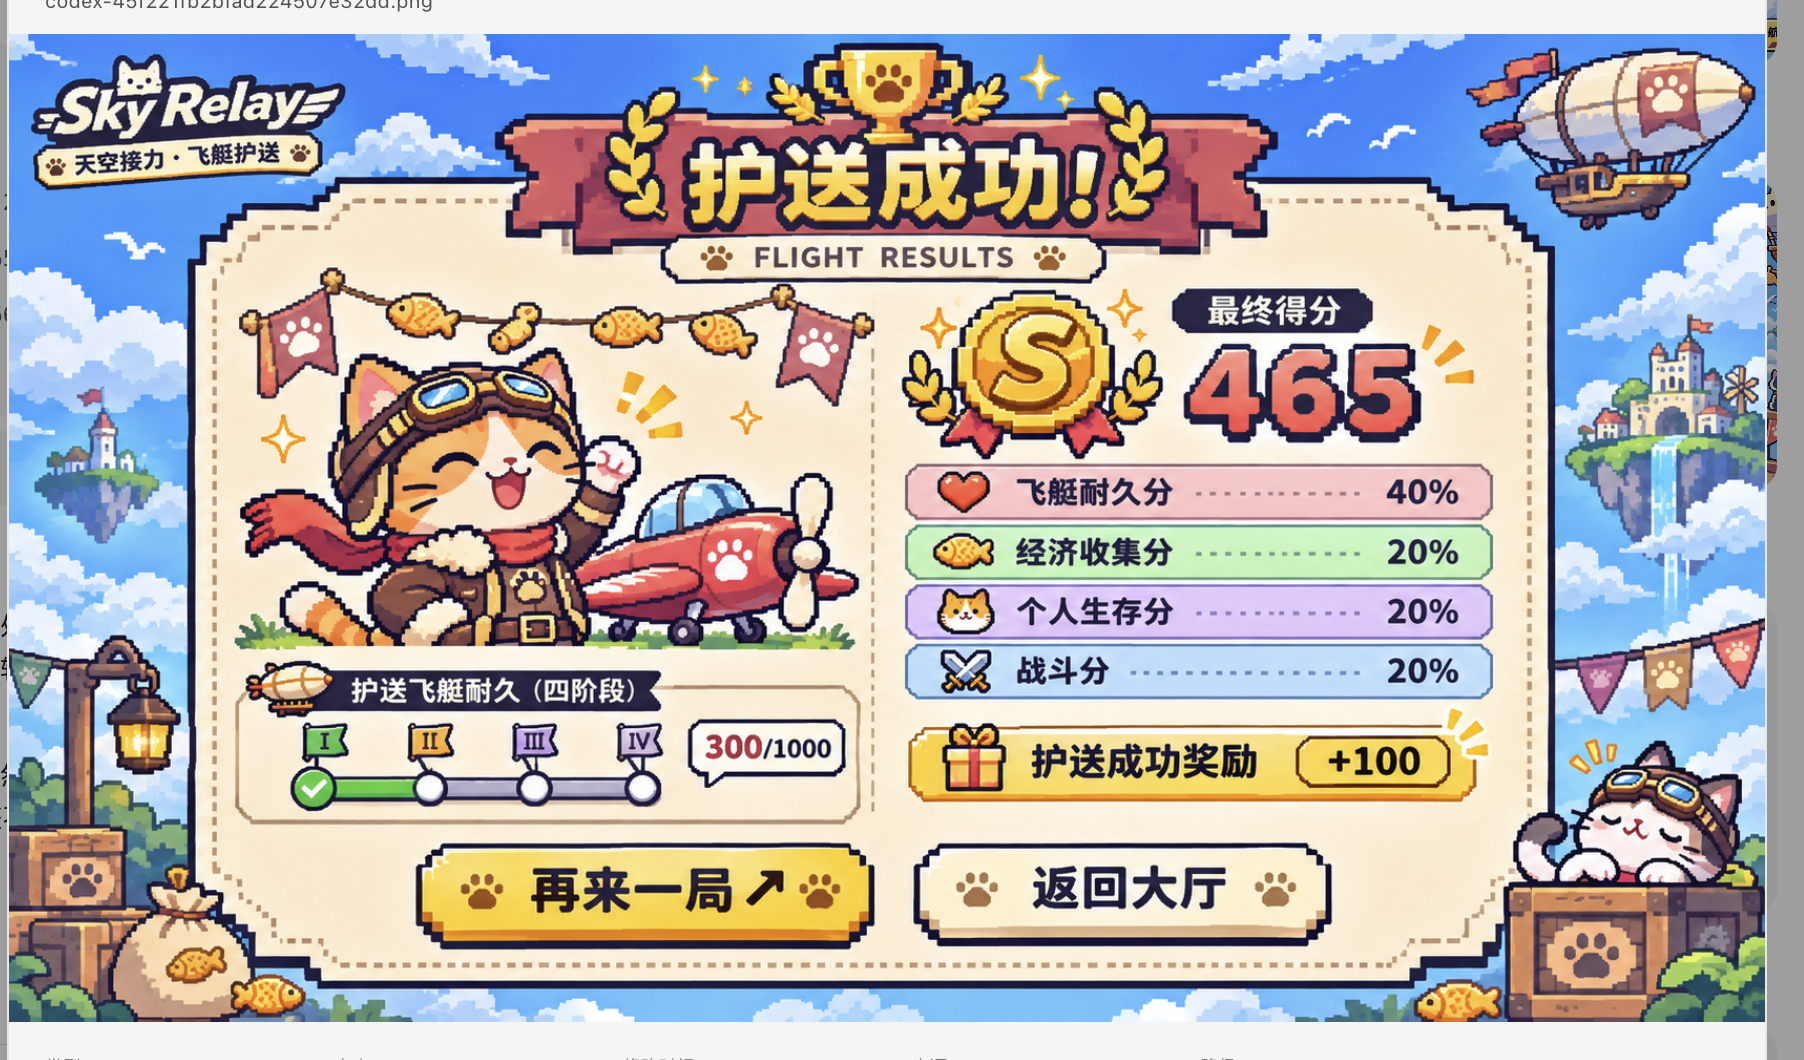 codex-45f221fb2bfad224507e32dd.png
Sky Relay
天空接力·飞艇护送
护送成功!
FLIGHT RESULTS
S
最终得分
465
飞艇耐久分 40%
经济收集分 20%
个人生存分 20%
战斗分 20%
护送飞艇耐久（四阶段）
I II III IV
300/1000
护送成功奖励 +100
再来一局↗
返回大厅